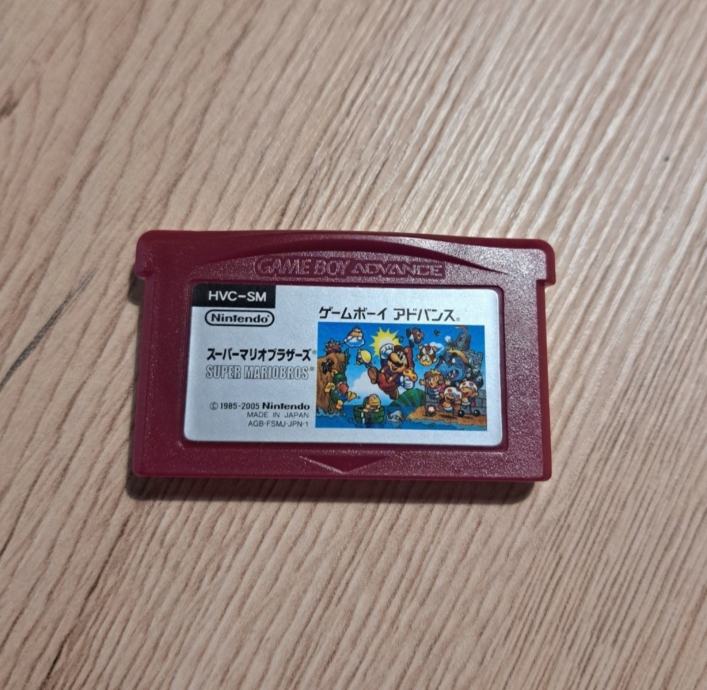 GAME BOY ADVANCE
HVC-SM
Nintendo®
ゲームボーイ アドバンス®
スーパーマリオブラザーズ®
SUPER MARIOBROS®
© 1985-2005 Nintendo
MADE IN JAPAN
AGB-FSMJ-JPN-1